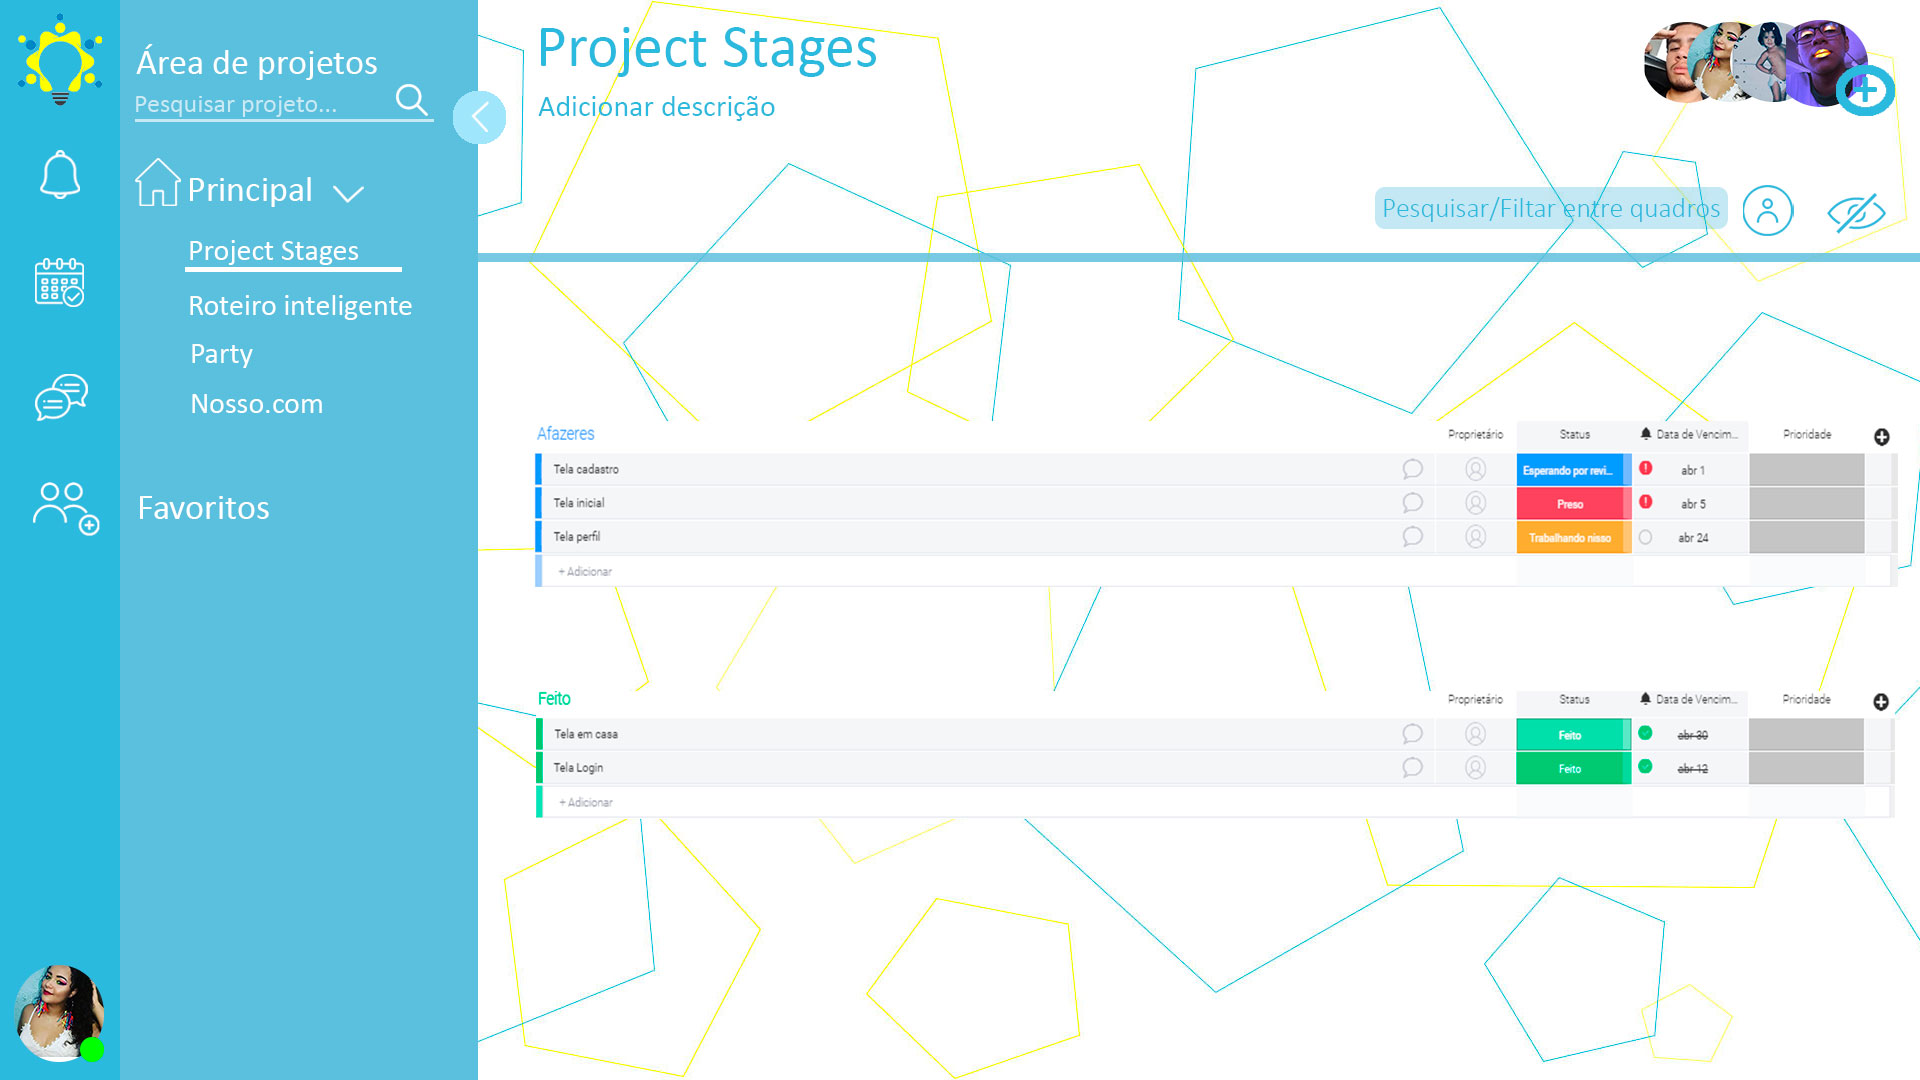 Área de projetos
Pesquisar projeto...
Principal
Project Stages
Roteiro inteligente
Party
Nosso.com
Favoritos
Project Stages
Adicionar descrição
Pesquisar/Filtar entre quadros
Afazeres Proprietário Status Data de Vencim... Prioridade
Tela cadastro Esperando por revi... abr 1
Tela inicial Preso abr 5
Tela perfil Trabalhando nisso abr 24
+ Adicionar
Feito Proprietário Status Data de Vencim... Prioridade
Tela em casa Feito abr 30
Tela Login Feito abr 12
+ Adicionar